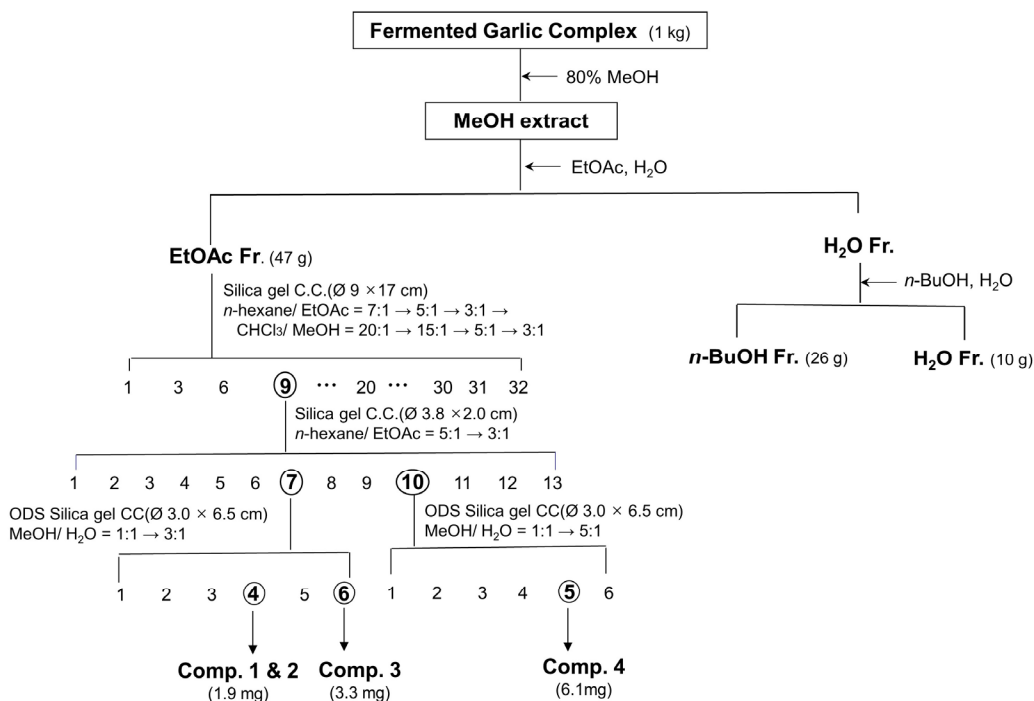 Fermented Garlic Complex (1 kg)
80% MeOH
MeOH extract
EtOAc, H₂O
EtOAc Fr. (47 g)
H₂O Fr.
Silica gel C.C.(Ø 9 ×17 cm)
n-hexane/ EtOAc = 7:1 → 5:1 → 3:1 →
CHCl₃/ MeOH = 20:1 → 15:1 → 5:1 → 3:1
n-BuOH, H₂O
n-BuOH Fr. (26 g)
H₂O Fr. (10 g)
1 3 6 9 ··· 20 ··· 30 31 32
Silica gel C.C.(Ø 3.8 ×2.0 cm)
n-hexane/ EtOAc = 5:1 → 3:1
1 2 3 4 5 6 7 8 9 10 11 12 13
ODS Silica gel CC(Ø 3.0 × 6.5 cm)
MeOH/ H₂O = 1:1 → 3:1
ODS Silica gel CC(Ø 3.0 × 6.5 cm)
MeOH/ H₂O = 1:1 → 5:1
1 2 3 4 5 6
1 2 3 4 5 6
Comp. 1 & 2
(1.9 mg)
Comp. 3
(3.3 mg)
Comp. 4
(6.1mg)